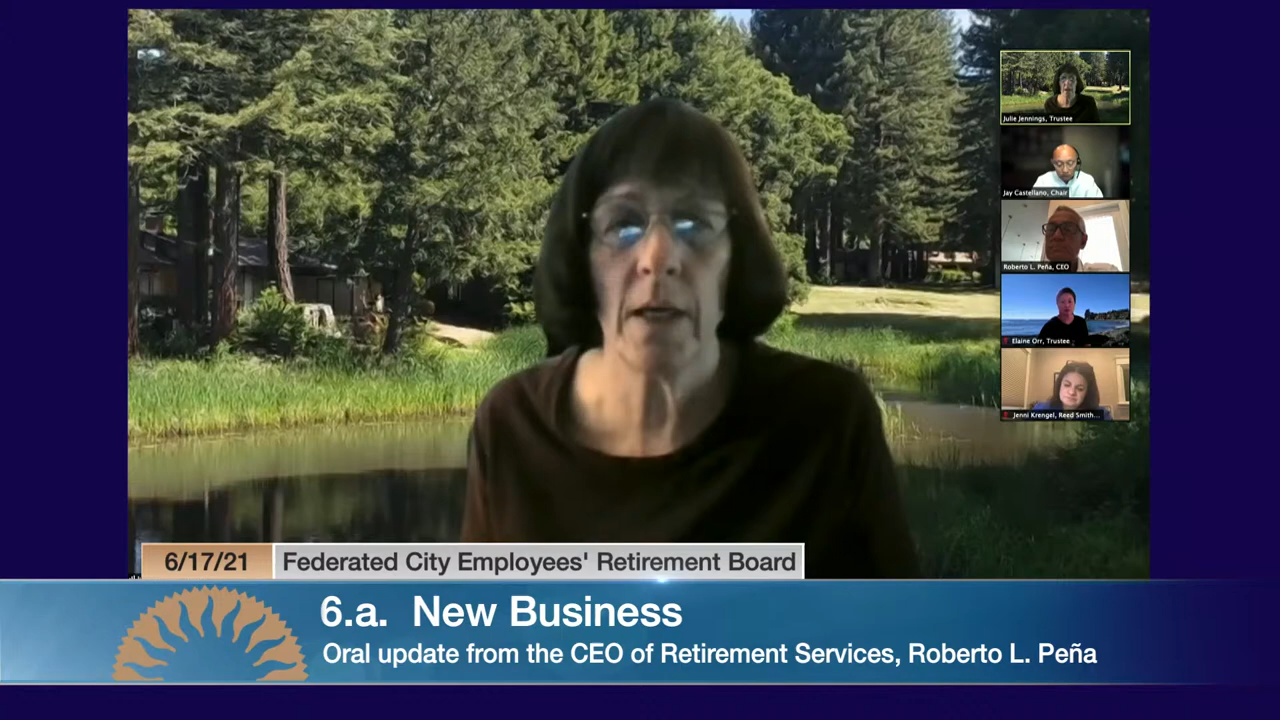 Julie Jennings, Trustee
Jay Castellano, Chair
Roberto L. Peña, CEO
Elaine Orr, Trustee
Jenni Krengel, Reed Smith...
6/17/21 Federated City Employees' Retirement Board
6.a. New Business
Oral update from the CEO of Retirement Services, Roberto L. Peña